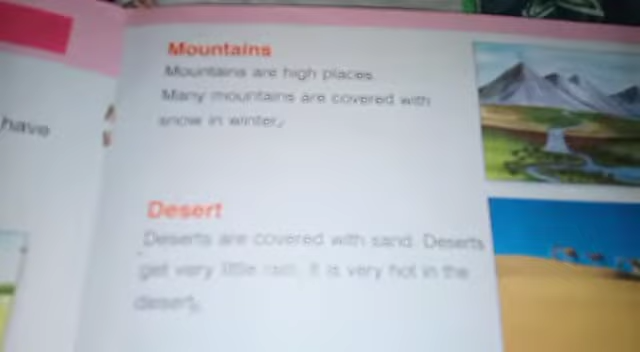 have
Mountains
Mountains are high places.
Many mountains are covered with
snow in winter.
Desert
Deserts are covered with sand. Deserts
get very little rain. It is very hot in the
desert.